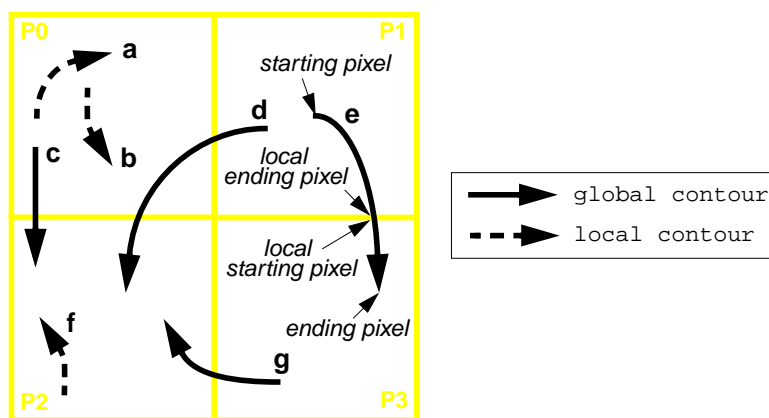 P0
P1
a
starting pixel
d
e
c
b
local
ending pixel
global contour
local contour
local
starting pixel
f
ending pixel
g
P2
P3